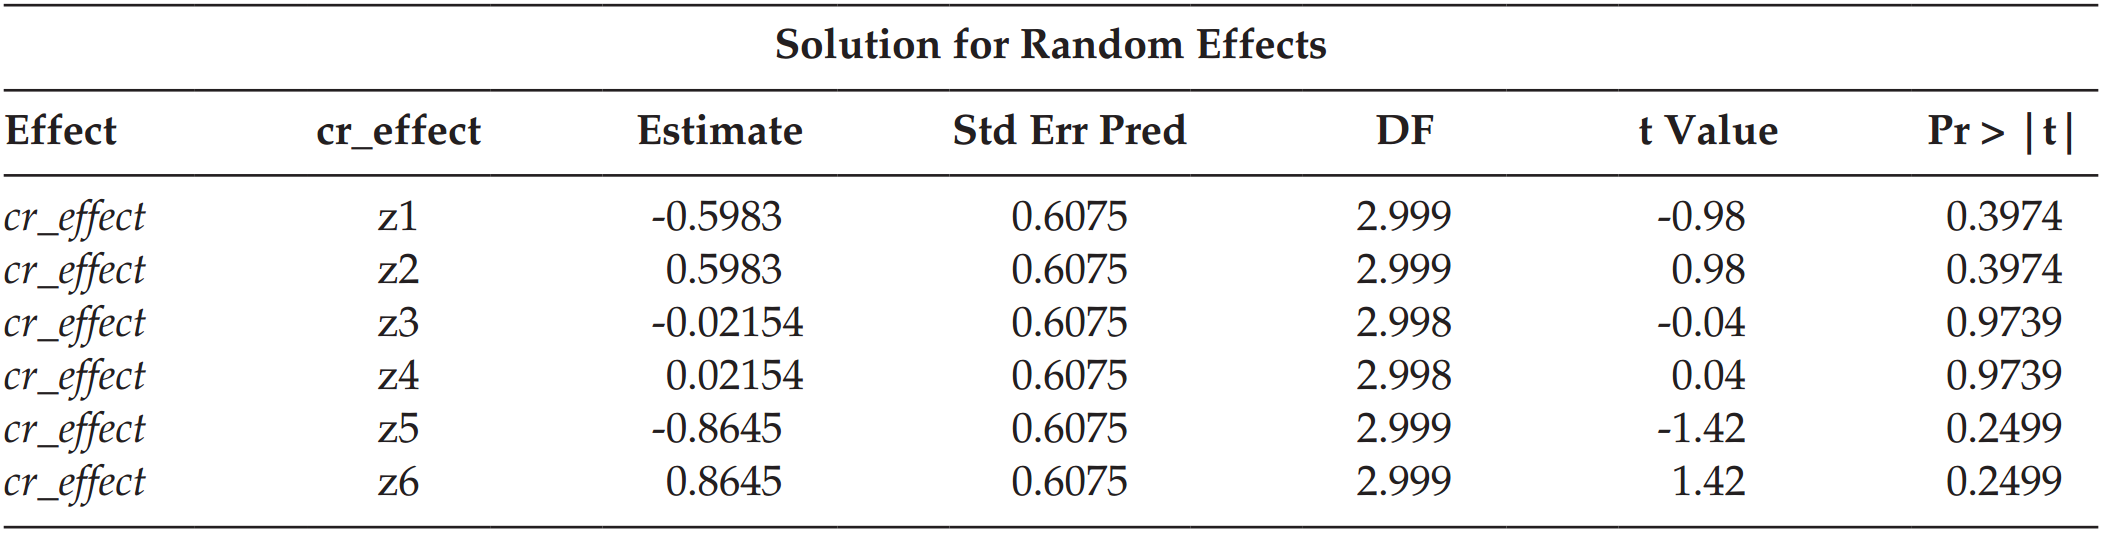 Solution for Random Effects
Effect cr_effect Estimate Std Err Pred DF t Value Pr > |t|
cr_effect z1 -0.5983 0.6075 2.999 -0.98 0.3974
cr_effect z2 0.5983 0.6075 2.999 0.98 0.3974
cr_effect z3 -0.02154 0.6075 2.998 -0.04 0.9739
cr_effect z4 0.02154 0.6075 2.998 0.04 0.9739
cr_effect z5 -0.8645 0.6075 2.999 -1.42 0.2499
cr_effect z6 0.8645 0.6075 2.999 1.42 0.2499